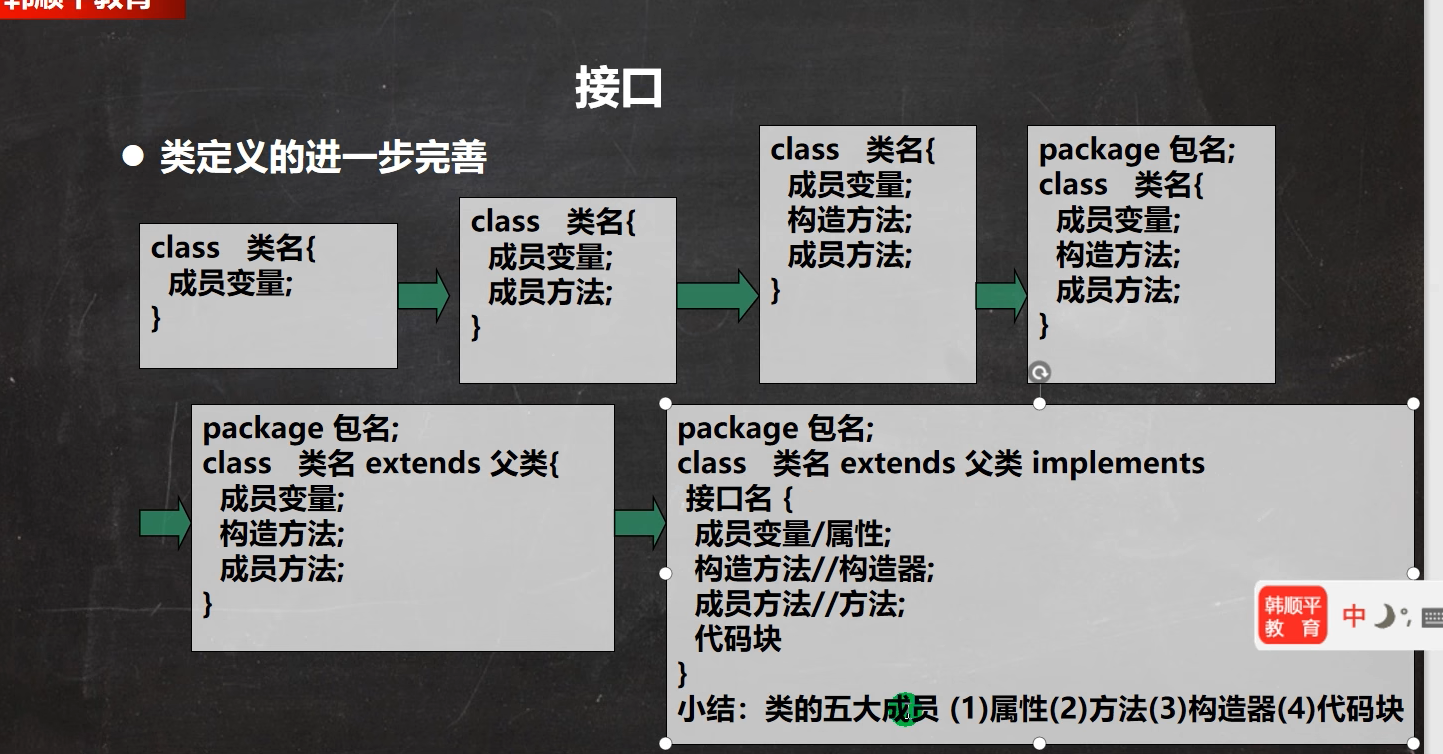 韩顺平教育
接口
● 类定义的进一步完善
class 类名{
成员变量;
}
class 类名{
成员变量;
成员方法;
}
class 类名{
成员变量;
构造方法;
成员方法;
}
package 包名;
class 类名{
成员变量;
构造方法;
成员方法;
}
package 包名;
class 类名 extends 父类{
成员变量;
构造方法;
成员方法;
}
package 包名;
class 类名 extends 父类 implements
接口名 {
成员变量/属性;
构造方法//构造器;
成员方法//方法;
代码块
}
小结：类的五大成员 (1)属性(2)方法(3)构造器(4)代码块
韩顺平
教 育
中